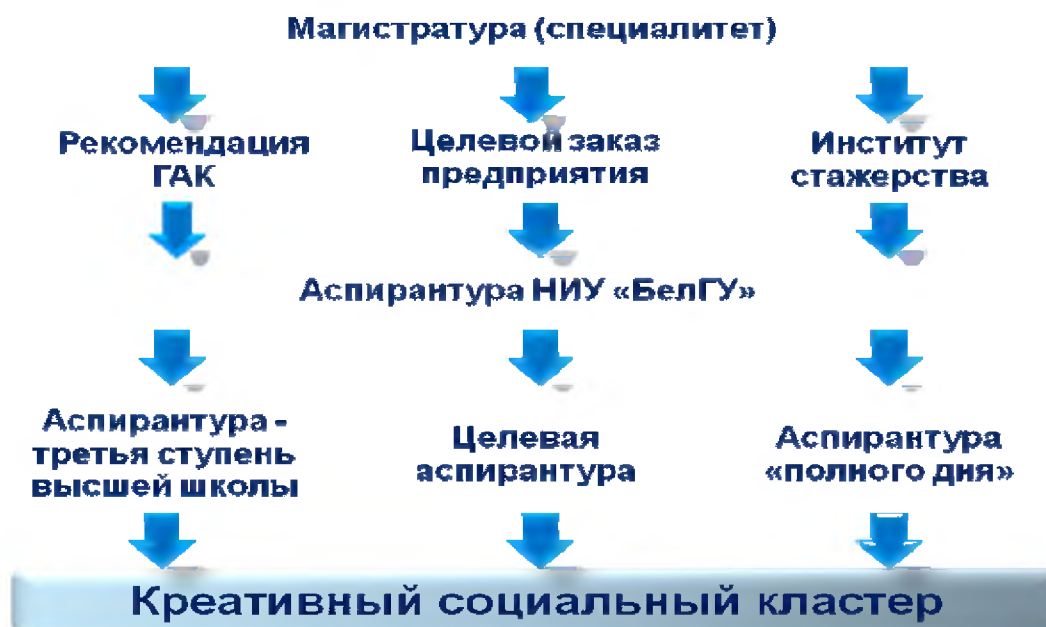 Магистратура (специалитет)
Рекомендация
ГАК
Целевой заказ
предприятия
Институт
стажерства
Аспирантура НИУ «БелГУ»
Аспирантура -
третья ступень
высшей школы
Целевая
аспирантура
Аспирантура
«полного дня»
Креативный социальный кластер